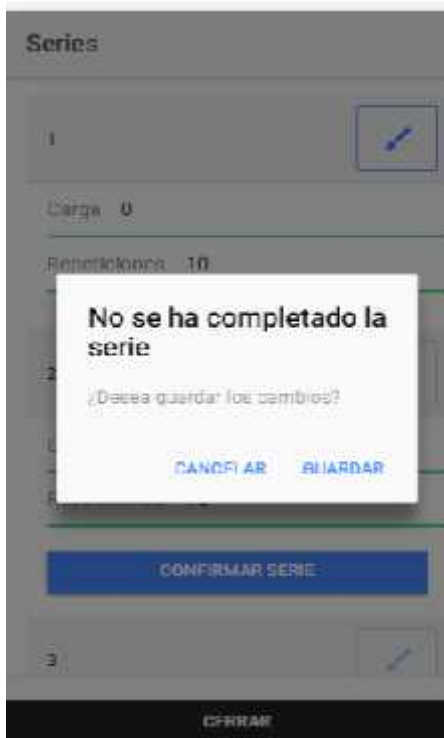 Series
1
Carga 0
Repeticiones 10
No se ha completado la
serie
¿Desea guardar los cambios?
CANCELAR GUARDAR
2
CONFIRMAR SERIE
3
CERRAR